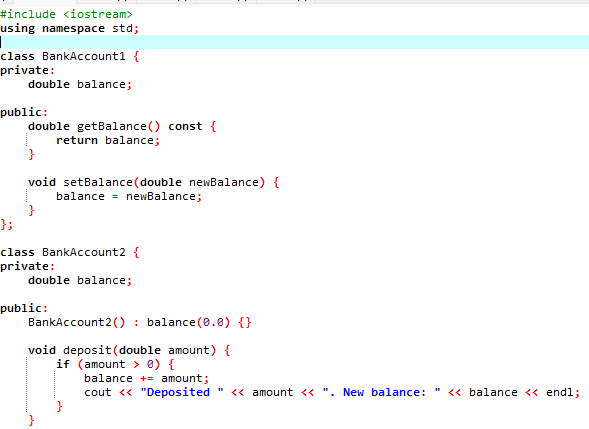 #include <iostream>
using namespace std;
class BankAccount1 {
private:
    double balance;
public:
    double getBalance() const {
        return balance;
    }
    void setBalance(double newBalance) {
        balance = newBalance;
    }
};
class BankAccount2 {
private:
    double balance;
public:
    BankAccount2() : balance(0.0) {}
    void deposit(double amount) {
        if (amount > 0) {
            balance += amount;
            cout << "Deposited " << amount << ". New balance: " << balance << endl;
        }
    }